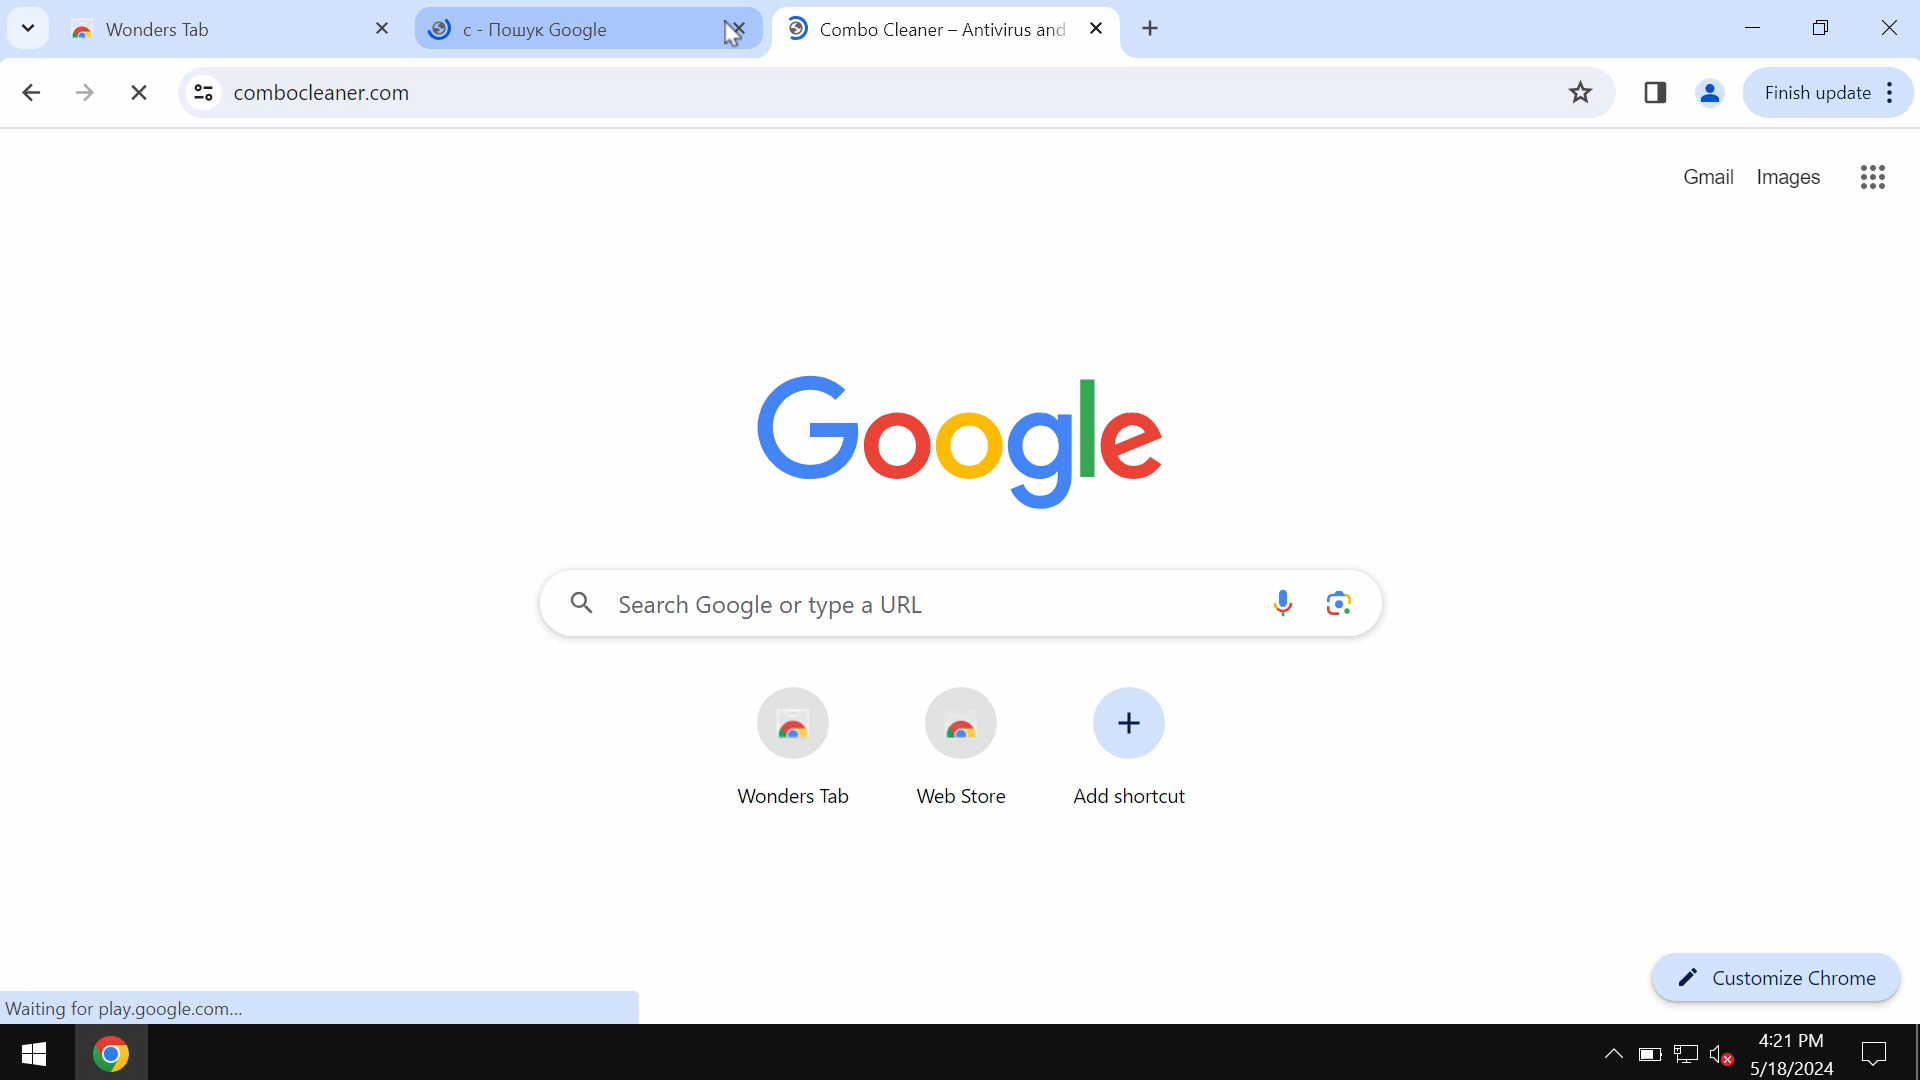 Wonders Tab
с - Пошук Google
Combo Cleaner – Antivirus and
combocleaner.com
Finish update
Gmail
Images
Google
Search Google or type a URL
Wonders Tab
Web Store
Add shortcut
Customize Chrome
Waiting for play.google.com...
4:21 PM
5/18/2024